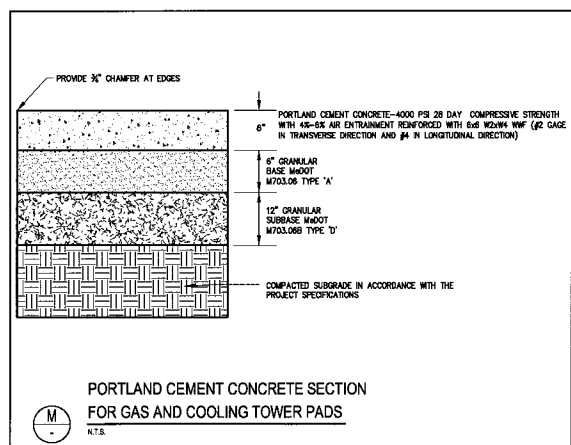 PROVIDE ¾" CHAMFER AT EDGES
6"
PORTLAND CEMENT CONCRETE-4000 PSI 28 DAY COMPRESSIVE STRENGTH
WITH 4%-6% AIR ENTRAINMENT REINFORCED WITH 6x6 W2xW4 WWF (#2 GAGE
IN TRANSVERSE DIRECTION AND #4 IN LONGITUDINAL DIRECTION)
6" GRANULAR
BASE MeDOT
M703.06 TYPE 'A'
12" GRANULAR
SUBBASE MeDOT
M703.06B TYPE 'D'
COMPACTED SUBGRADE IN ACCORDANCE WITH THE
PROJECT SPECIFICATIONS
PORTLAND CEMENT CONCRETE SECTION
FOR GAS AND COOLING TOWER PADS
M
-
N.T.S.